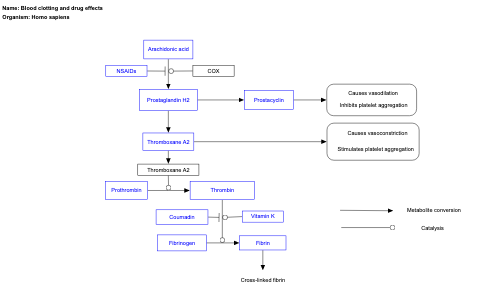 Name: Blood clotting and drug effects
Organism: Homo sapiens
Arachidonic acid
NSAIDs
COX
Prostaglandin H2
Prostacyclin
Causes vasodilation
Inhibits platelet aggregation
Thromboxane A2
Causes vasoconstriction
Stimulates platelet aggregation
Thromboxane A2
Prothrombin
Thrombin
Coumadin
Vitamin K
Metabolite conversion
Catalysis
Fibrinogen
Fibrin
Cross-linked fibrin